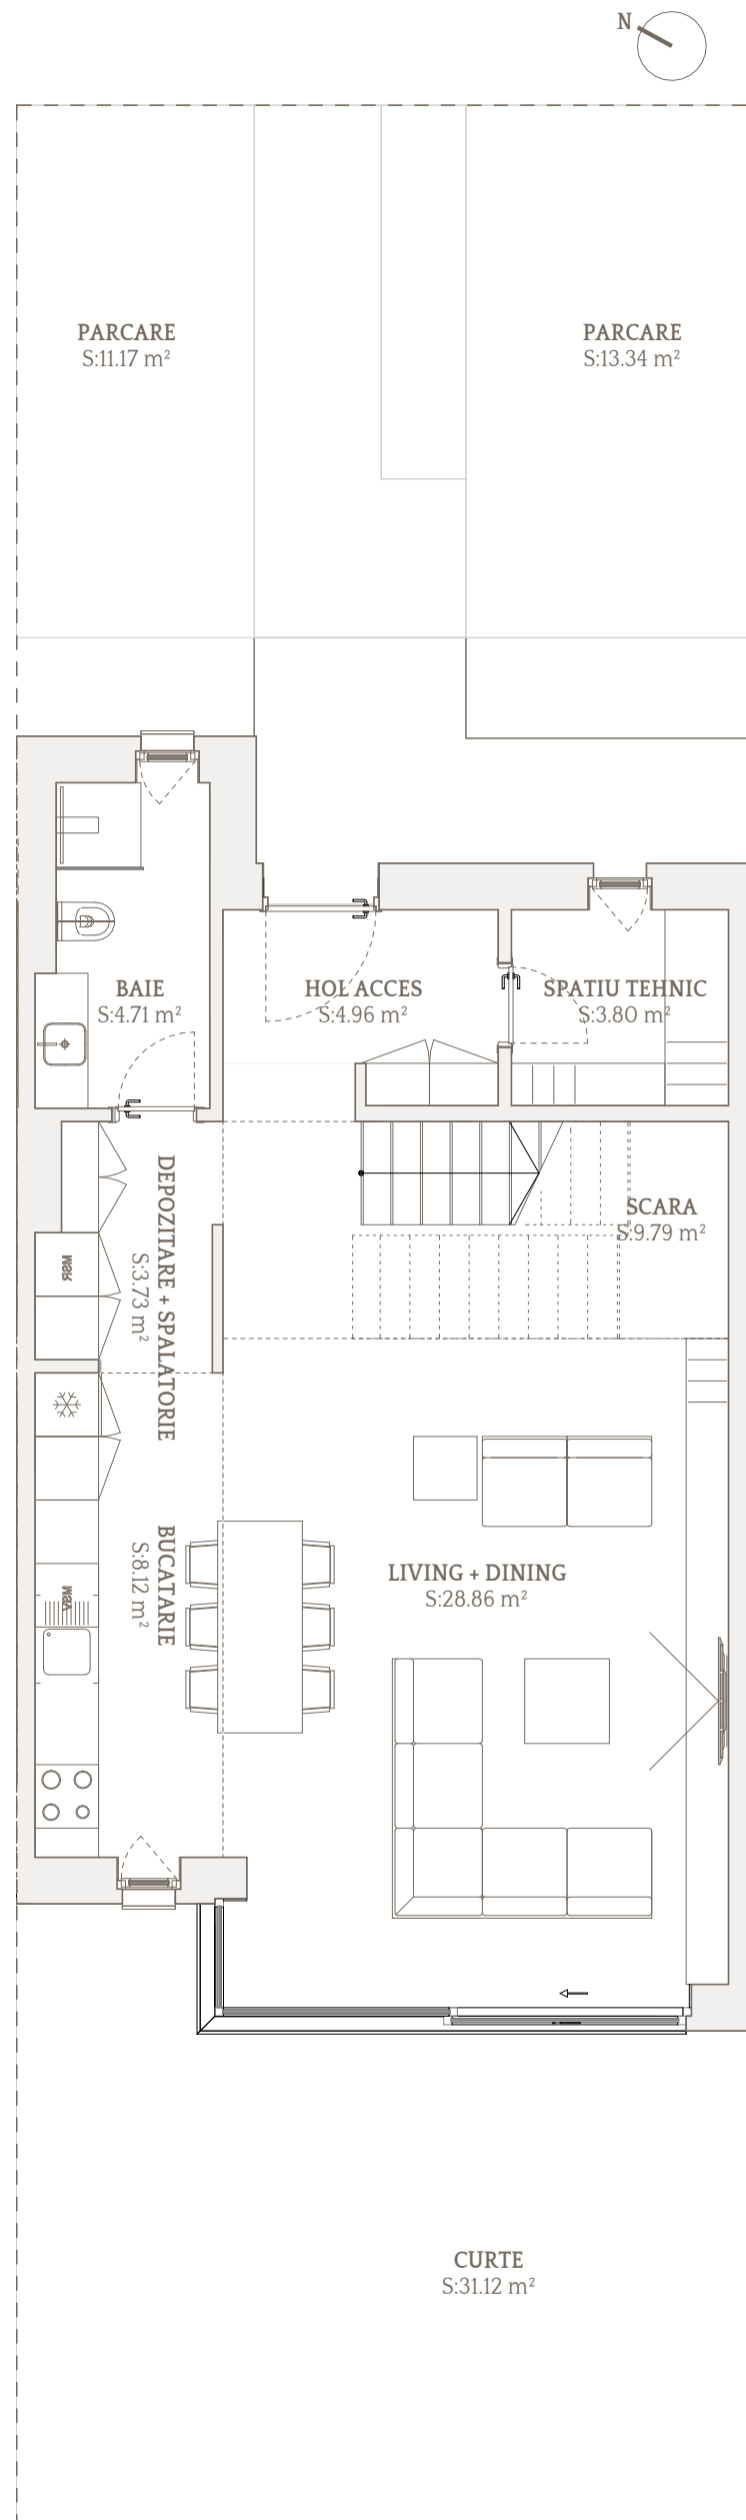 N
PARCARE
S:11.17 m²
PARCARE
S:13.34 m²
BAIE
S:4.71 m²
HOL ACCES
S:4.96 m²
SPATIU TEHNIC
S:3.80 m²
DEPOZITARE + SPALATORIE
S:3.73 m²
MSR
SCARA
S:9.79 m²
BUCATARIE
S:8.12 m²
MSV
LIVING + DINING
S:28.86 m²
CURTE
S:31.12 m²